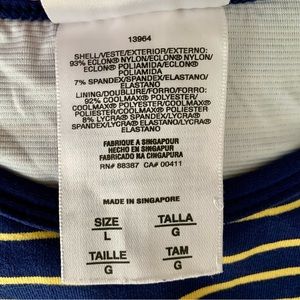 13964
SHELL/VESTE/EXTERIOR/EXTERNO:
93% ECLON® NYLON/ECLON® NYLON/
ECLON® POLIAMIDA/ECLON®
POLIAMIDA
7% SPANDEX/SPANDEX/ELASTANO/
ELASTANO
LINING/DOUBLURE/FORRO/FORRO:
92% COOLMAX® POLYESTER/
COOLMAX® POLYESTER/COOLMAX®
POLIESTER/COOLMAX® POLYESTER
8% LYCRA® SPANDEX/LYCRA®
SPANDEX/LYCRA® ELASTANO/LYCRA®
ELASTANO
FABRIQUE A SINGAPOUR
HECHO EN SINGAPUR
FABRICADO NA CINGAPURA
RN# 88387 CA# 00411
MADE IN SINGAPORE
SIZE TALLA
L G
TAILLE TAM
G G